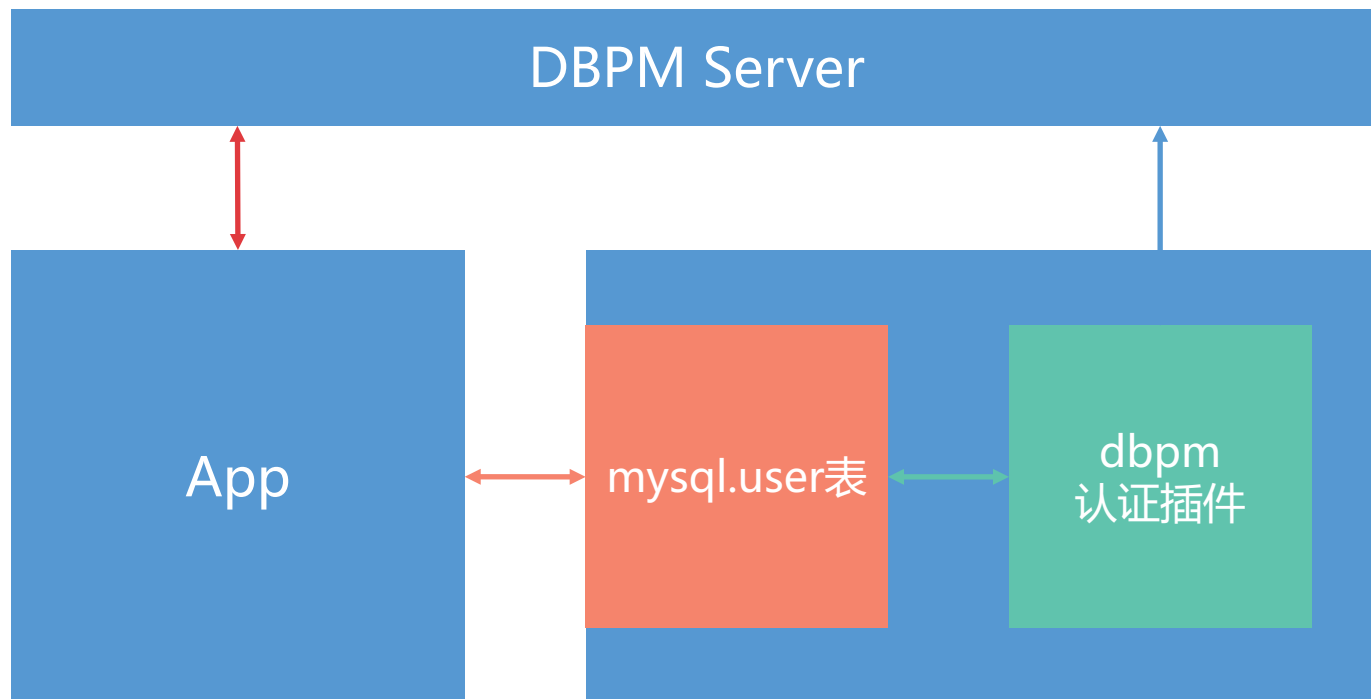 DBPM Server
App
mysql.user表
dbpm
认证插件